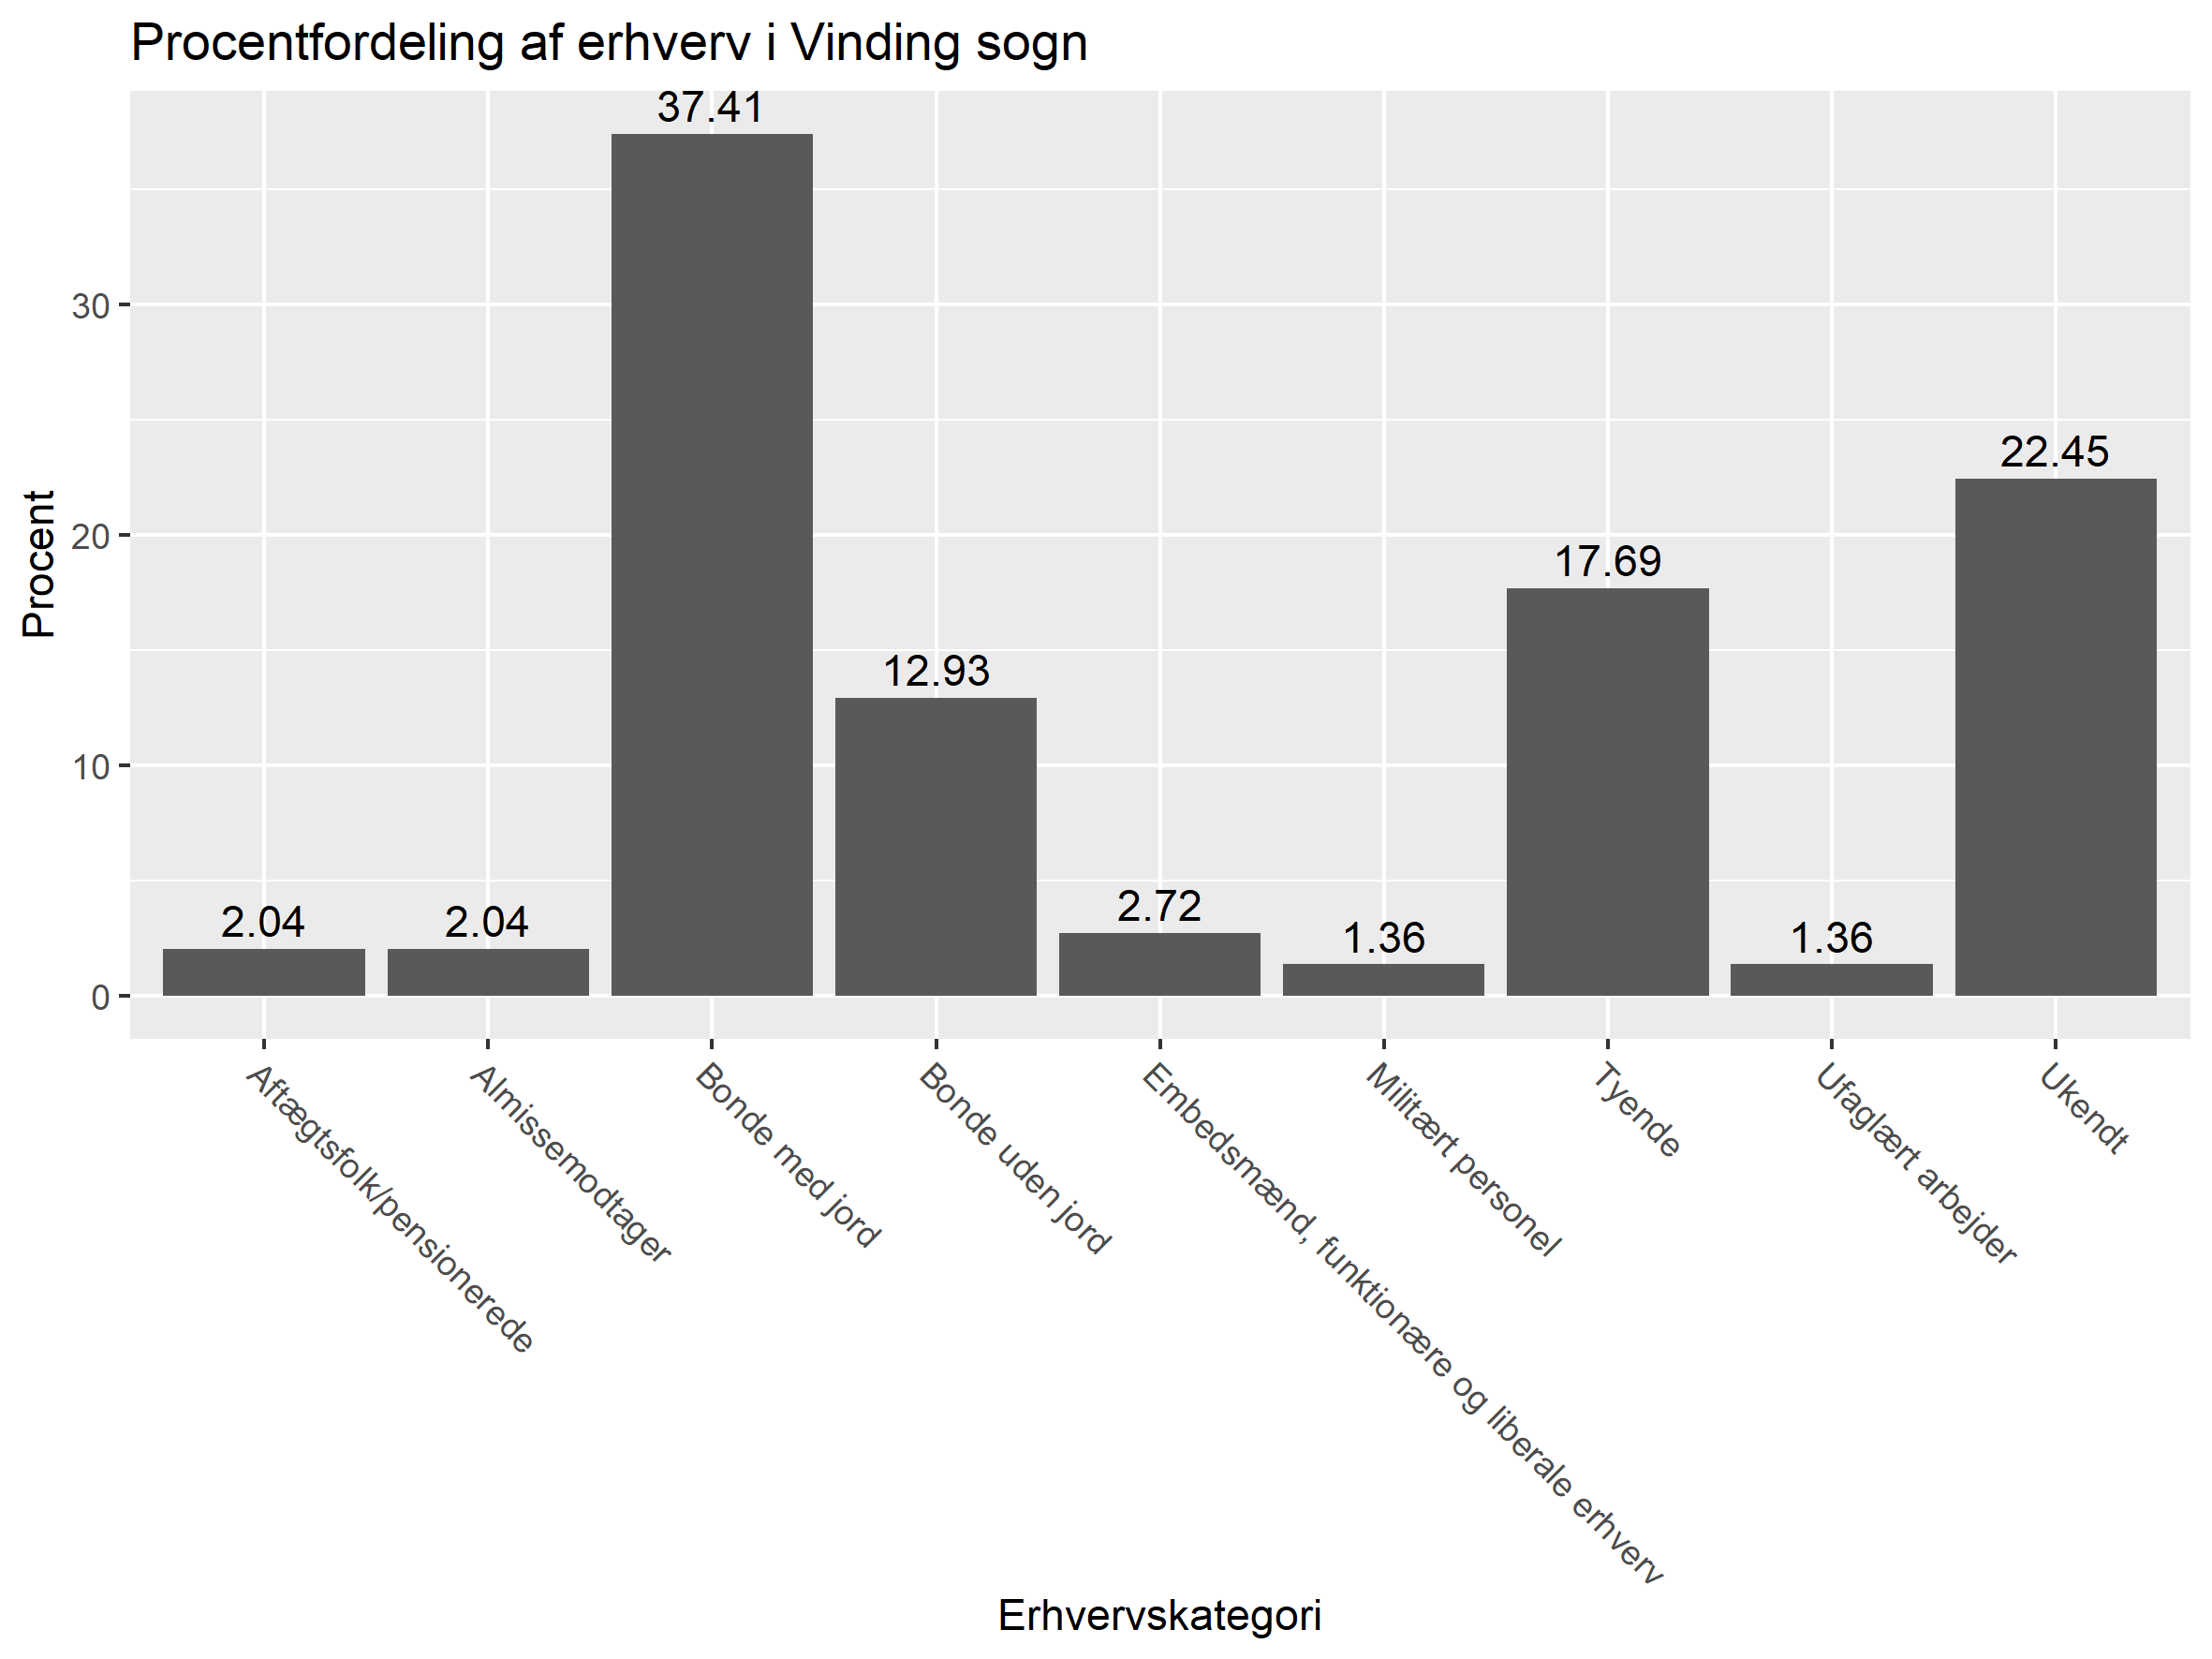 Procentfordeling af erhverv i Vinding sogn
Procent
30
20
10
0
2.04
2.04
37.41
12.93
2.72
1.36
17.69
1.36
22.45
Aftægtsfolk/pensionerede
Almissemodtager
Bonde med jord
Bonde uden jord
Embedsmænd, funktionære og liberale erhverv
Militært personel
Tyende
Ufaglært arbejder
Ukendt
Erhvervskategori